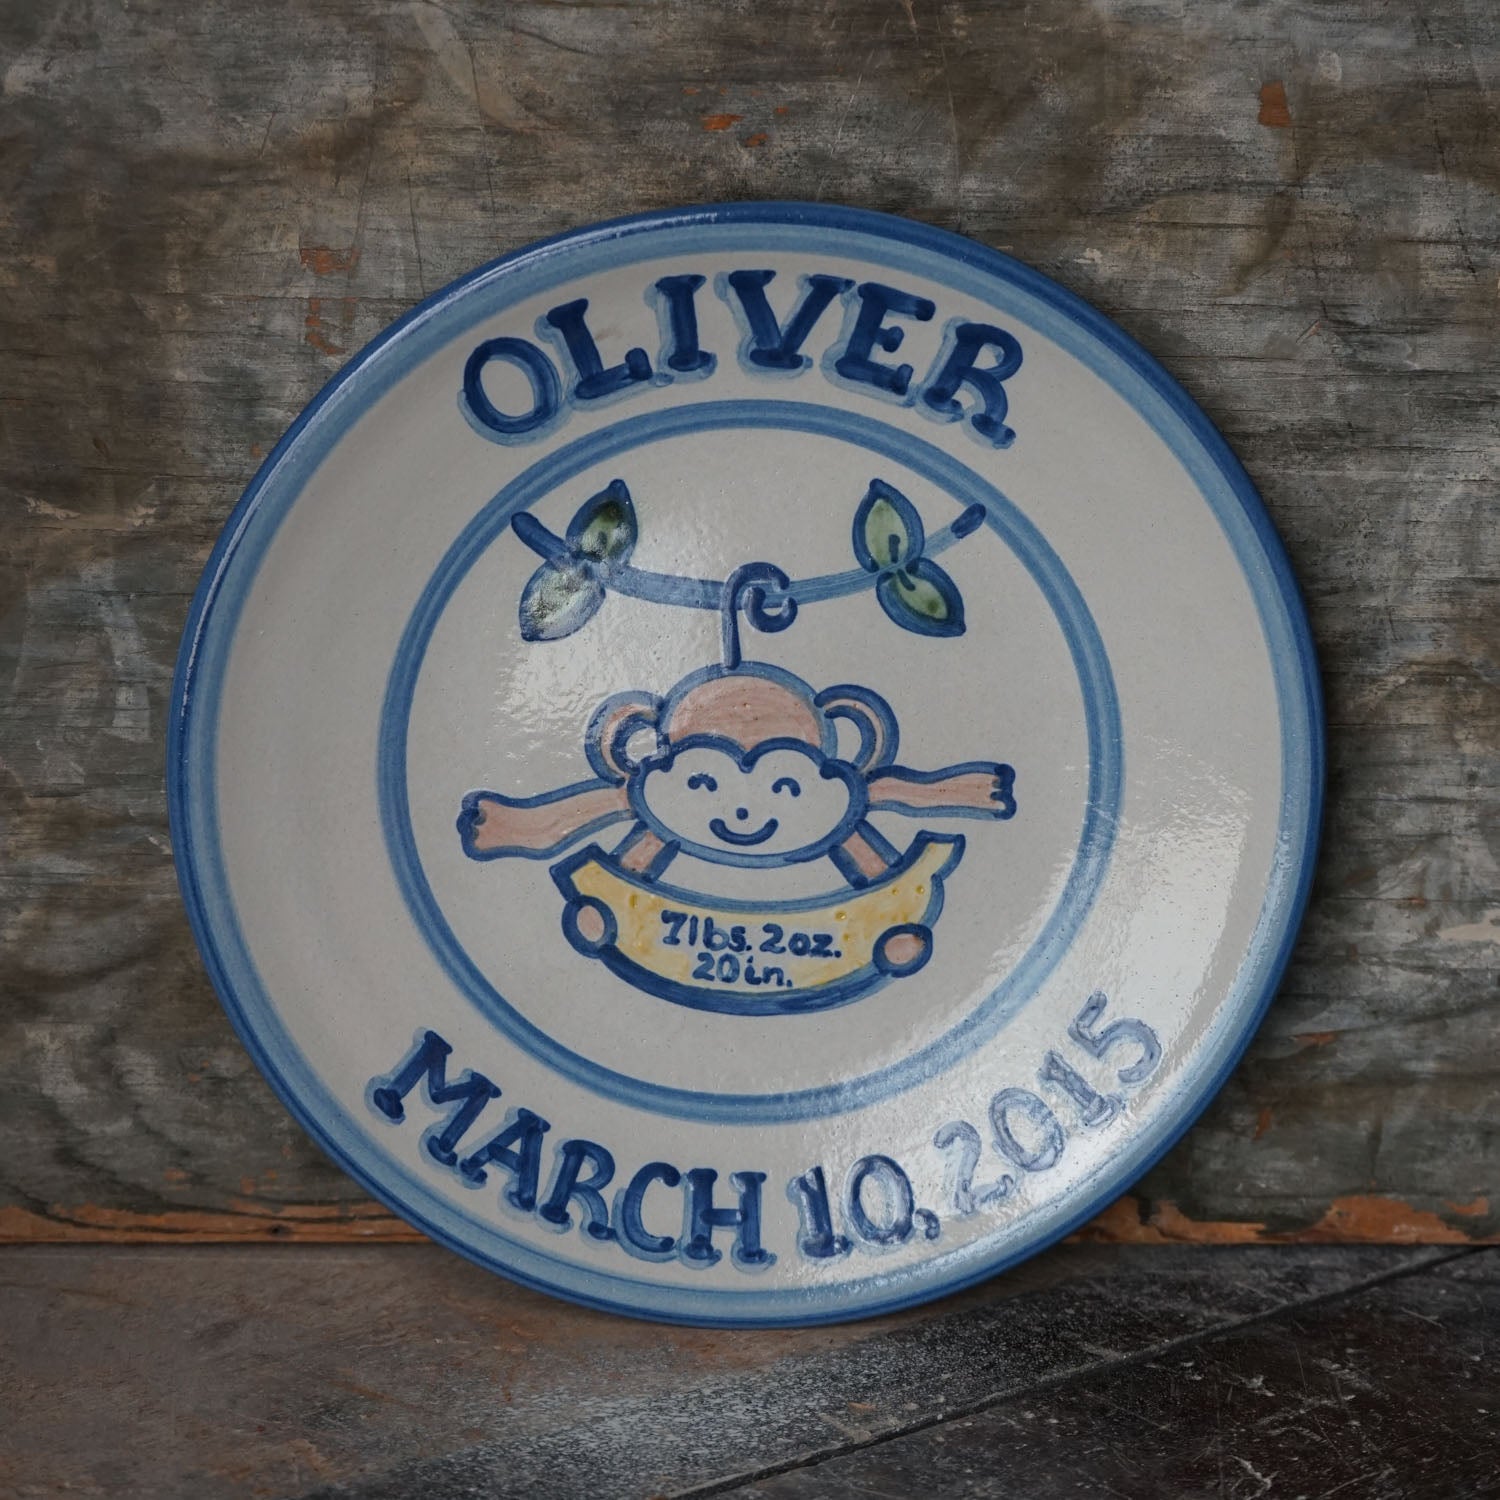 OLIVER
7lbs. 2oz.
20in.
MARCH 10, 2015